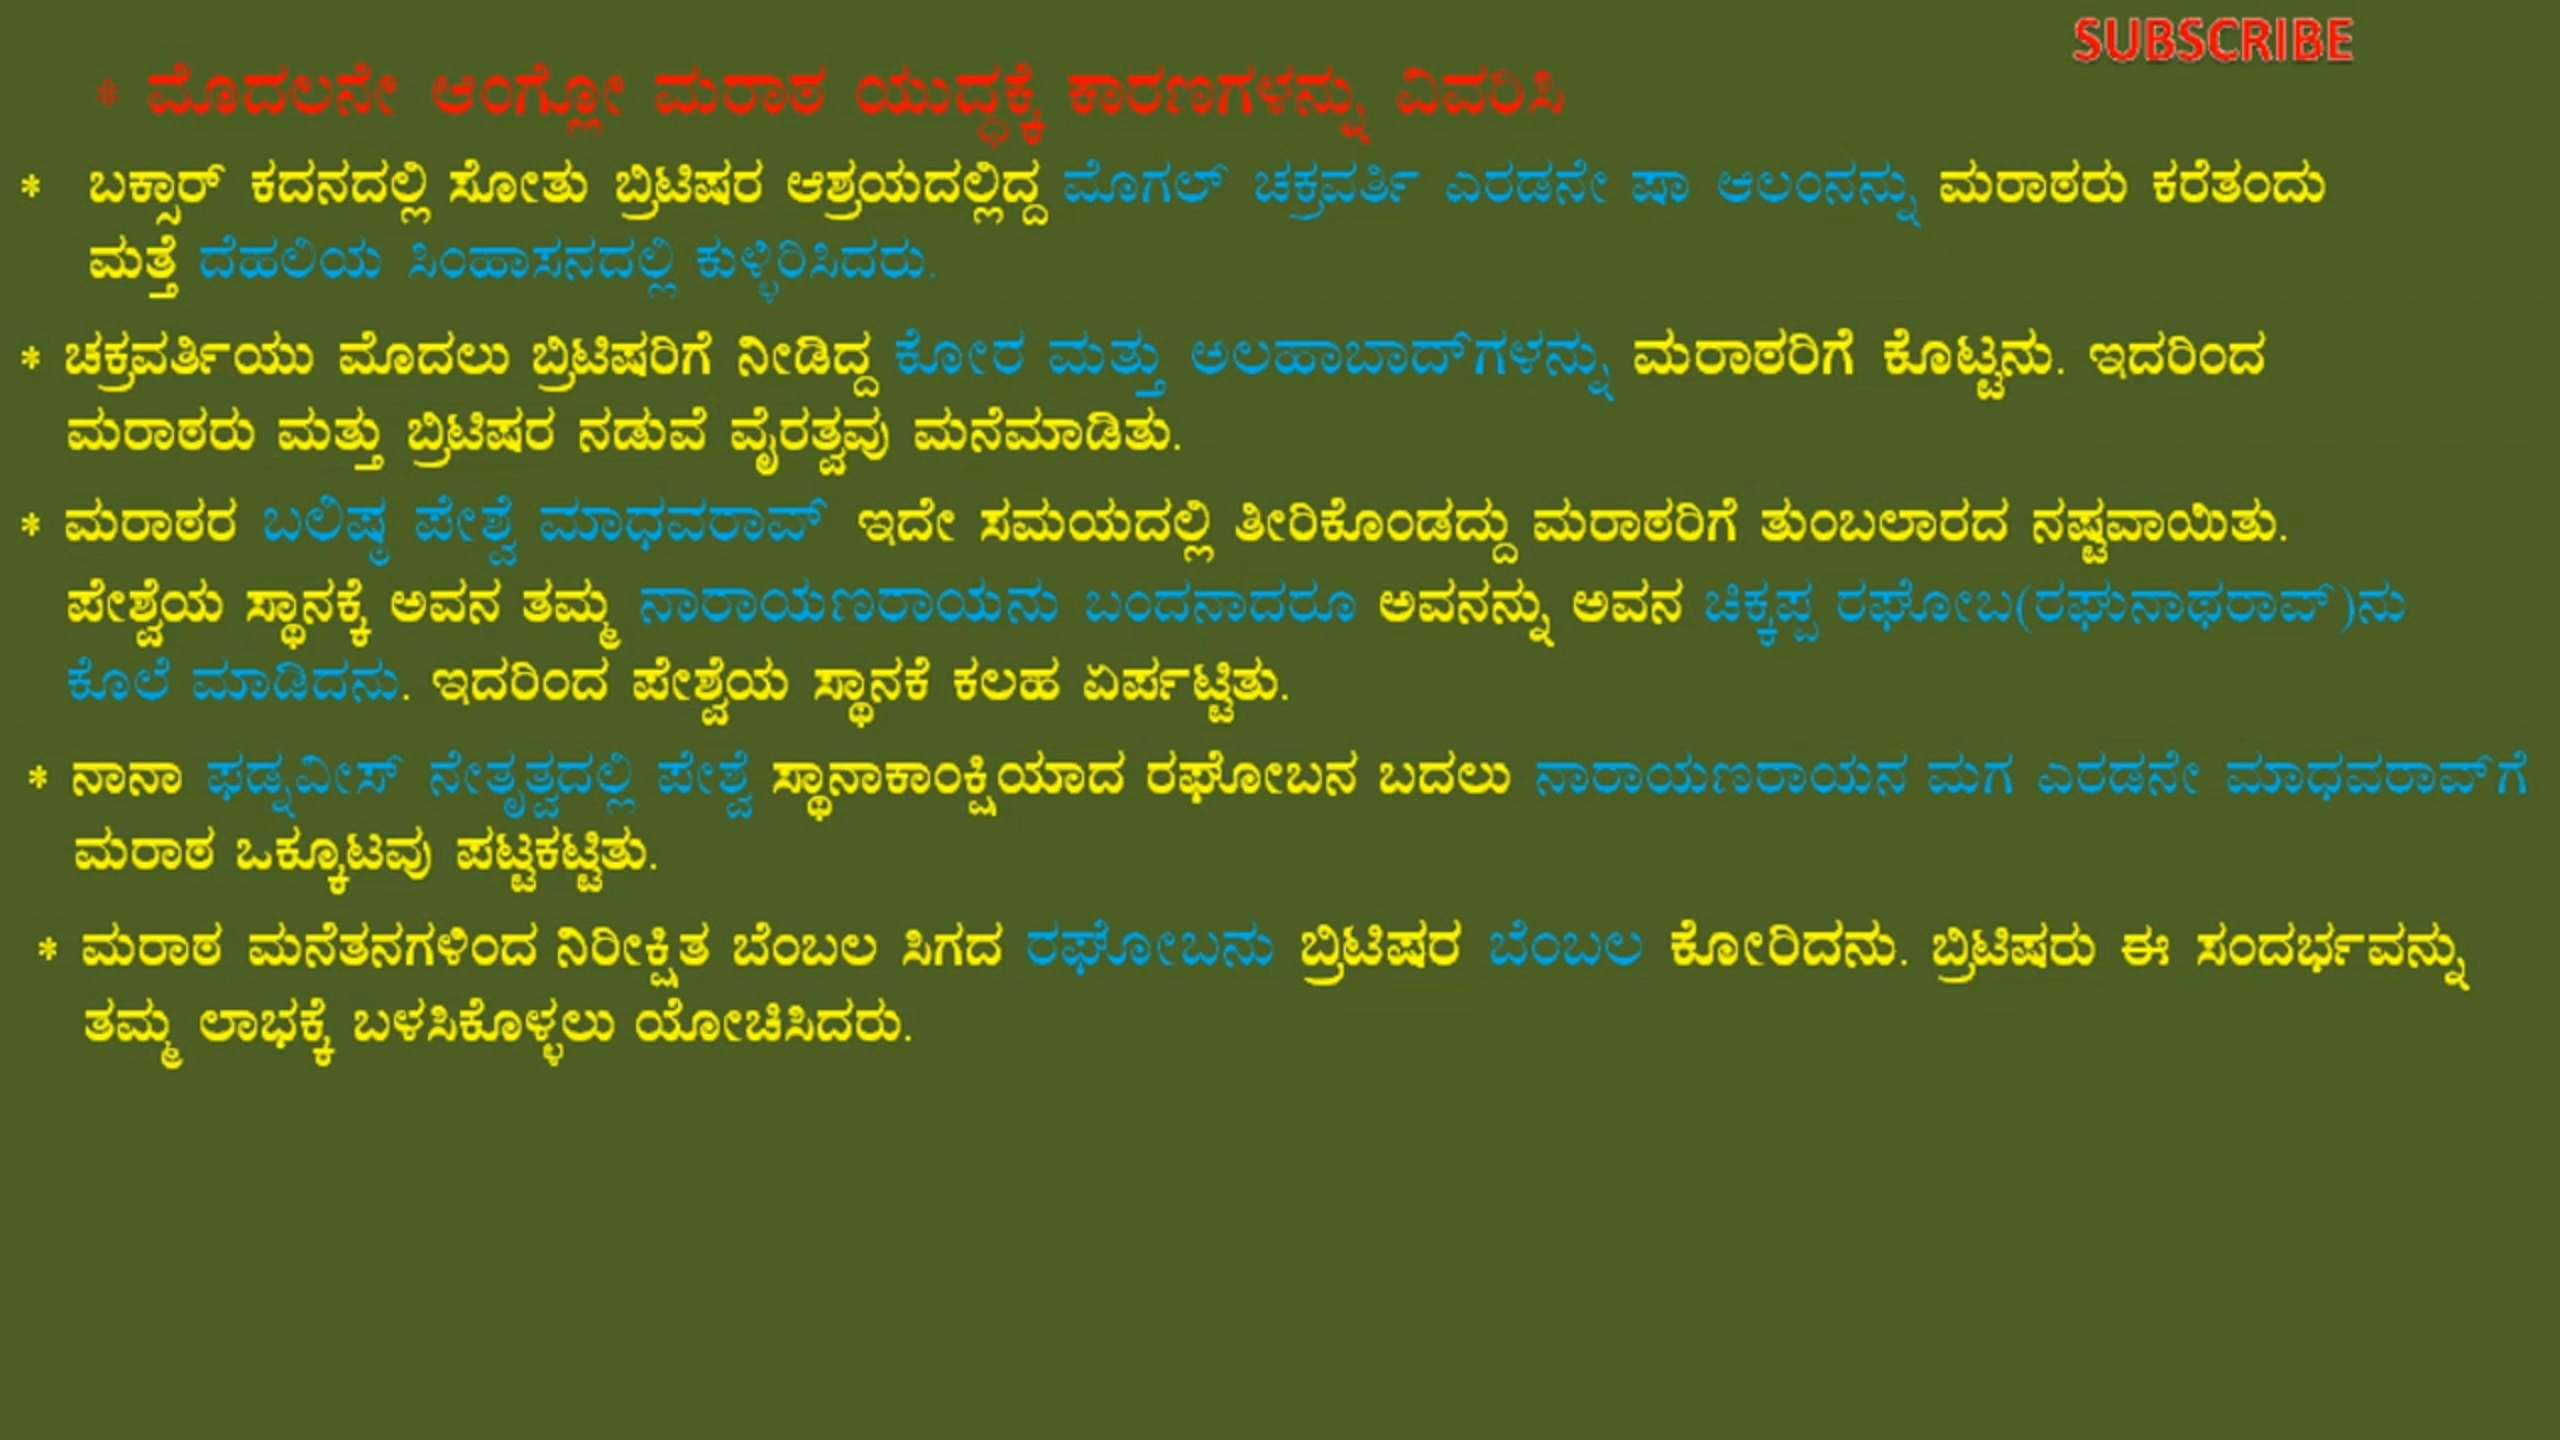 SUBSCRIBE
* ಮೊದಲನೇ ಆಂಗ್ಲೋ ಮರಾಠ ಯುದ್ಧಕ್ಕೆ ಕಾರಣಗಳನ್ನು ವಿವರಿಸಿ
* ಬಕ್ಸಾರ್ ಕದನದಲ್ಲಿ ಸೋತು ಬ್ರಿಟಿಷರ ಆಶ್ರಯದಲ್ಲಿದ್ದ ಮೊಗಲ್ ಚಕ್ರವರ್ತಿ ಎರಡನೇ ಷಾ ಆಲಂನನ್ನು ಮರಾಠರು ಕರೆತಂದು
ಮತ್ತೆ ದೆಹಲಿಯ ಸಿಂಹಾಸನದಲ್ಲಿ ಕುಳ್ಳಿರಿಸಿದರು.
* ಚಕ್ರವರ್ತಿಯು ಮೊದಲು ಬ್ರಿಟಿಷರಿಗೆ ನೀಡಿದ್ದ ಕೋರ ಮತ್ತು ಅಲಹಾಬಾದ್‌ಗಳನ್ನು ಮರಾಠರಿಗೆ ಕೊಟ್ಟನು. ಇದರಿಂದ
ಮರಾಠರು ಮತ್ತು ಬ್ರಿಟಿಷರ ನಡುವೆ ವೈರತ್ವವು ಮನೆಮಾಡಿತು.
* ಮರಾಠರ ಬಲಿಷ್ಠ ಪೇಶ್ವೆ ಮಾಧವರಾವ್ ಇದೇ ಸಮಯದಲ್ಲಿ ತೀರಿಕೊಂಡದ್ದು ಮರಾಠರಿಗೆ ತುಂಬಲಾರದ ನಷ್ಟವಾಯಿತು.
ಪೇಶ್ವೆಯ ಸ್ಥಾನಕ್ಕೆ ಅವನ ತಮ್ಮ ನಾರಾಯಣರಾಯನು ಬಂದನಾದರೂ ಅವನನ್ನು ಅವನ ಚಿಕ್ಕಪ್ಪ ರಘೋಬ(ರಘುನಾಥರಾವ್)ನು
ಕೊಲೆ ಮಾಡಿದನು. ಇದರಿಂದ ಪೇಶ್ವೆಯ ಸ್ಥಾನಕೆ ಕಲಹ ಏರ್ಪಟ್ಟಿತು.
* ನಾನಾ ಫಡ್ನವೀಸ್ ನೇತೃತ್ವದಲ್ಲಿ ಪೇಶ್ವೆ ಸ್ಥಾನಾಕಾಂಕ್ಷಿಯಾದ ರಘೋಬನ ಬದಲು ನಾರಾಯಣರಾಯನ ಮಗ ಎರಡನೇ ಮಾಧವರಾವ್‌ಗೆ
ಮರಾಠ ಒಕ್ಕೂಟವು ಪಟ್ಟಕಟ್ಟಿತು.
* ಮರಾಠ ಮನೆತನಗಳಿಂದ ನಿರೀಕ್ಷಿತ ಬೆಂಬಲ ಸಿಗದ ರಘೋಬನು ಬ್ರಿಟಿಷರ ಬೆಂಬಲ ಕೋರಿದನು. ಬ್ರಿಟಿಷರು ಈ ಸಂದರ್ಭವನ್ನು
ತಮ್ಮ ಲಾಭಕ್ಕೆ ಬಳಸಿಕೊಳ್ಳಲು ಯೋಚಿಸಿದರು.